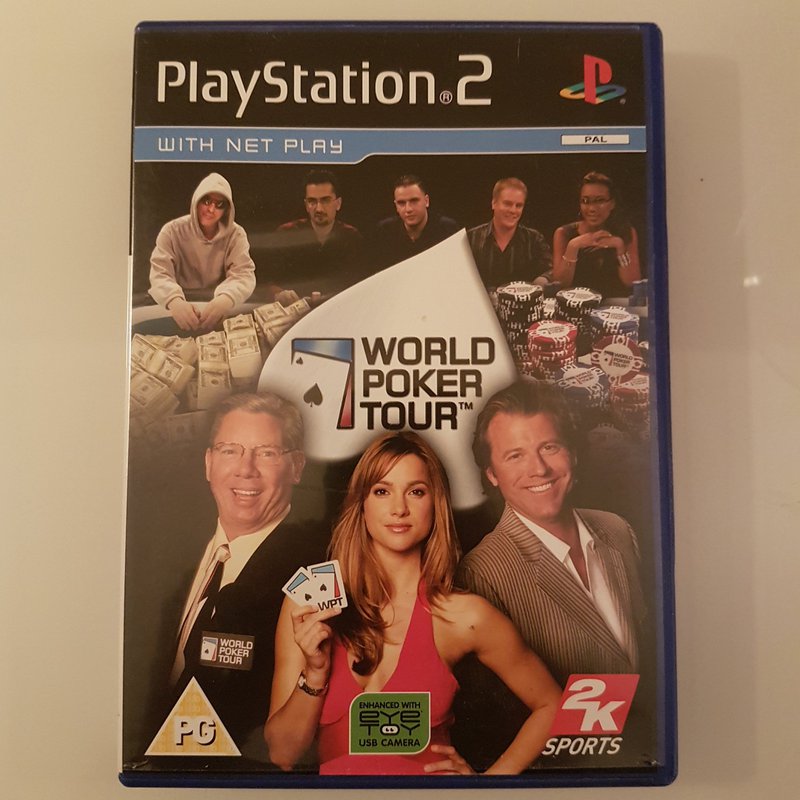 PlayStation®2
WITH NET PLAY
PAL
WORLD
POKER
TOUR™
WPT
WORLD
POKER
TOUR
PG
ENHANCED WITH
EYE
TOY
USB CAMERA
2K
SPORTS